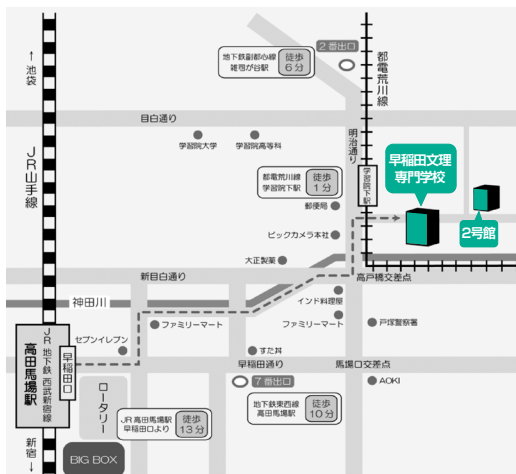 ↑
池袋
JR山手線
地下鉄副都心線
雑司が谷駅
徒歩
6分
2番出口
都電荒川線
目白通り
学習院大学
学習院高等科
明治通り
都電荒川線
学習院下駅
徒歩
1分
学習院下駅
早稲田文理
専門学校
2号館
郵便局
ビックカメラ本社
大正製薬
新目白通り
高戸橋交差点
神田川
インド料理屋
ファミリーマート
ファミリーマート
戸塚警察署
セブンイレブン
すた丼
JR 地下鉄 西武新宿線
高田馬場駅
早稲田口
早稲田通り
馬場口交差点
7番出口
AOKI
ロータリー
JR高田馬場駅
早稲田口より
徒歩
13分
地下鉄東西線
高田馬場駅
徒歩
10分
新宿
↓
BIG BOX